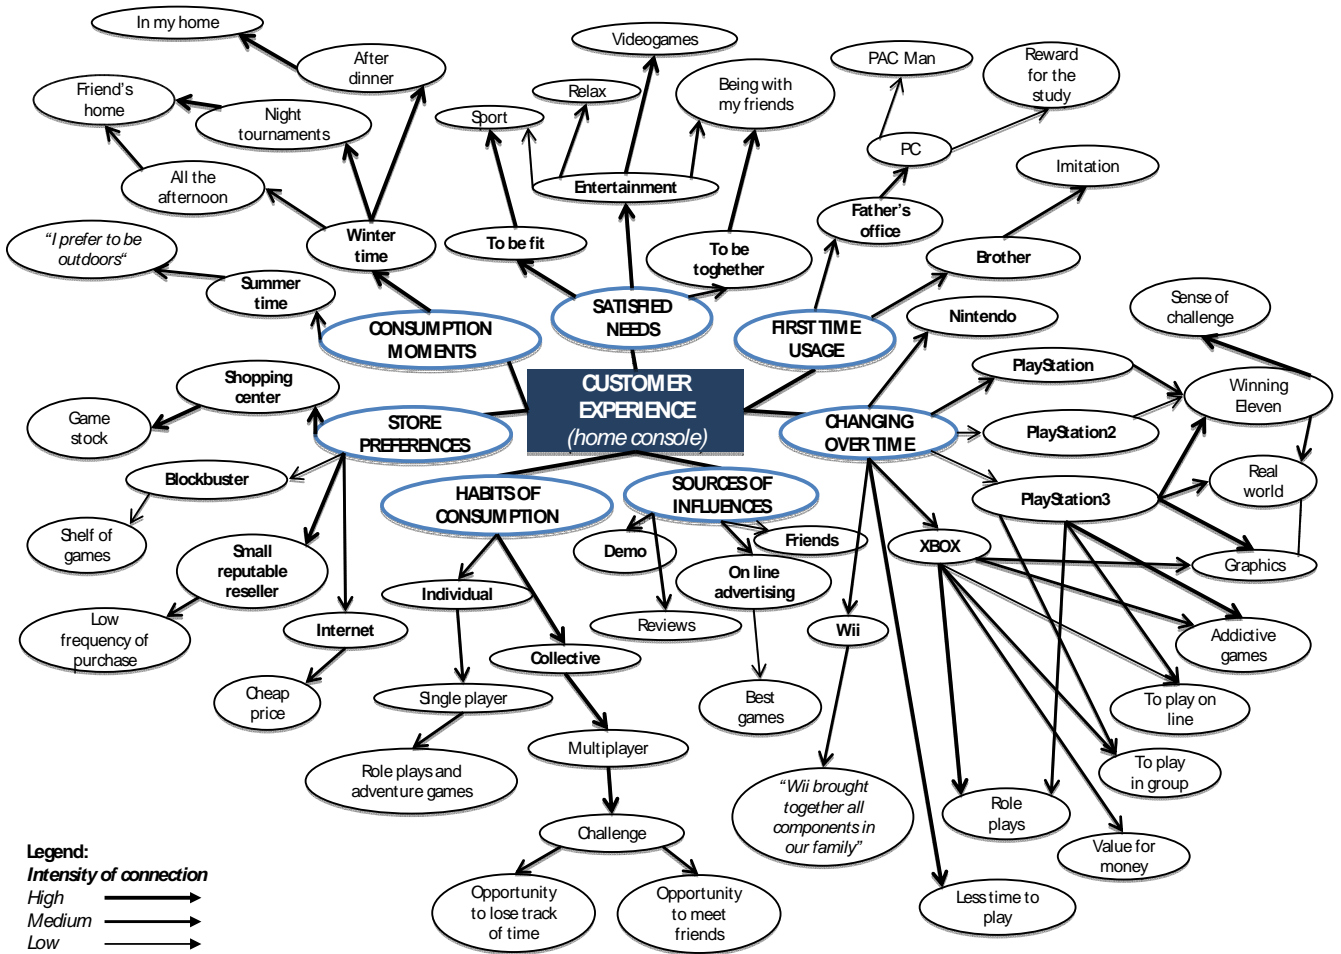 In my home
After
dinner
Friend's
home
Night
tournaments
All the
afternoon
"I prefer to be
outdoors"
Summer
time
Winter
time
CONSUMPTION
MOMENTS
Videogames
Relax
Sport
Being with
my friends
Entertainment
To be fit
To be
toghether
SATISFIED
NEEDS
PAC Man
Reward
for the
study
PC
Imitation
Father's
office
Brother
FIRST TIME
USAGE
CUSTOMER
EXPERIENCE
(home console)
Nintendo
Sense of
challenge
PlayStation
Winning
Eleven
PlayStation2
CHANGING
OVER TIME
Real
world
PlayStation3
XBOX
Graphics
Addictive
games
To play on
line
To play
in group
Value for
money
Role
plays
Less time to
play
Wii
"Wii brought
together all
components in
our family"
Shopping
center
Game
stock
STORE
PREFERENCES
Blockbuster
Shelf of
games
Small
reputable
reseller
Low
frequency of
purchase
Internet
Cheap
price
HABITS OF
CONSUMPTION
Individual
Single player
Role plays and
adventure games
Collective
Multiplayer
Challenge
Opportunity
to lose track
of time
Opportunity
to meet
friends
SOURCES OF
INFLUENCES
Demo
Friends
On line
advertising
Reviews
Best
games
Legend:
Intensity of connection
High
Medium
Low